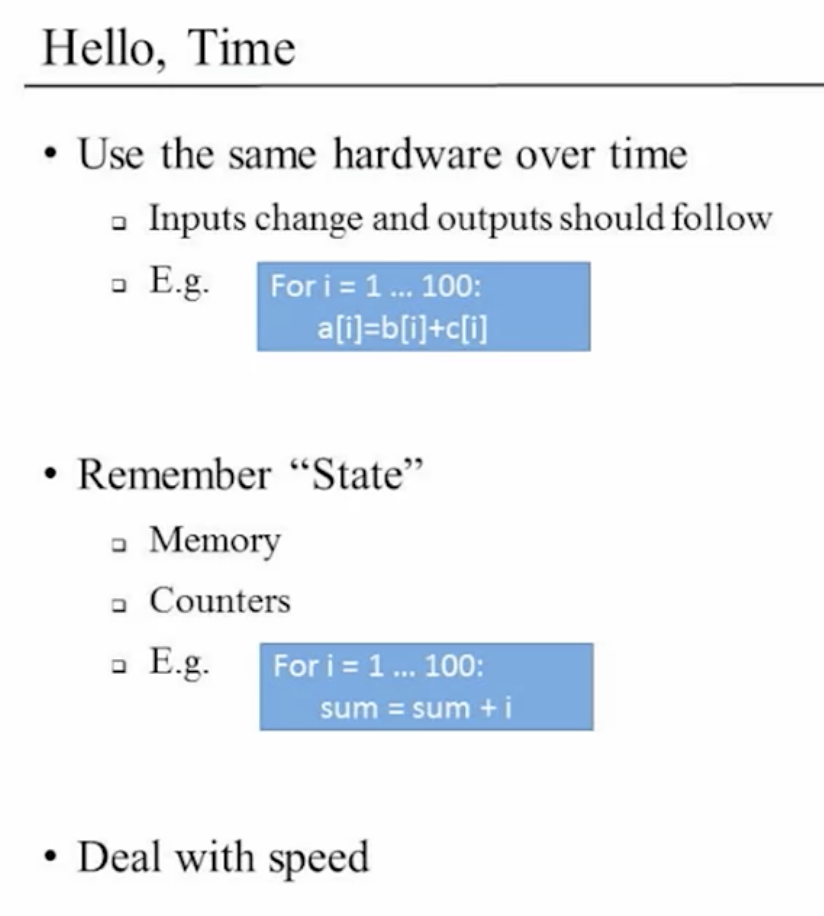 Hello, Time
• Use the same hardware over time
❑ Inputs change and outputs should follow
❑ E.g.
For i = 1 ... 100:
a[i]=b[i]+c[i]
• Remember “State”
❑ Memory
❑ Counters
❑ E.g.
For i = 1 ... 100:
sum = sum + i
• Deal with speed